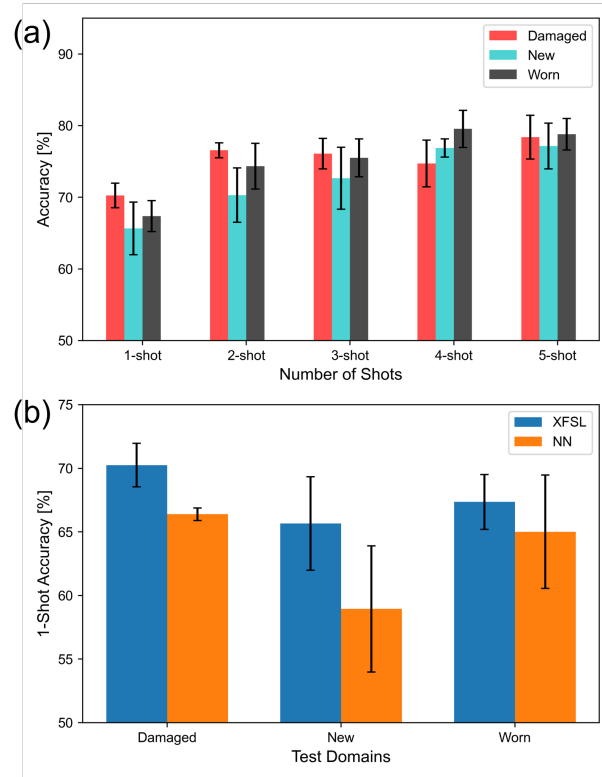 (a)
Damaged
New
Worn
Accuracy [%]
90
80
70
60
50
1-shot 2-shot 3-shot 4-shot 5-shot
Number of Shots
(b)
XFSL
NN
1-Shot Accuracy [%]
75
70
65
60
55
50
Damaged New Worn
Test Domains